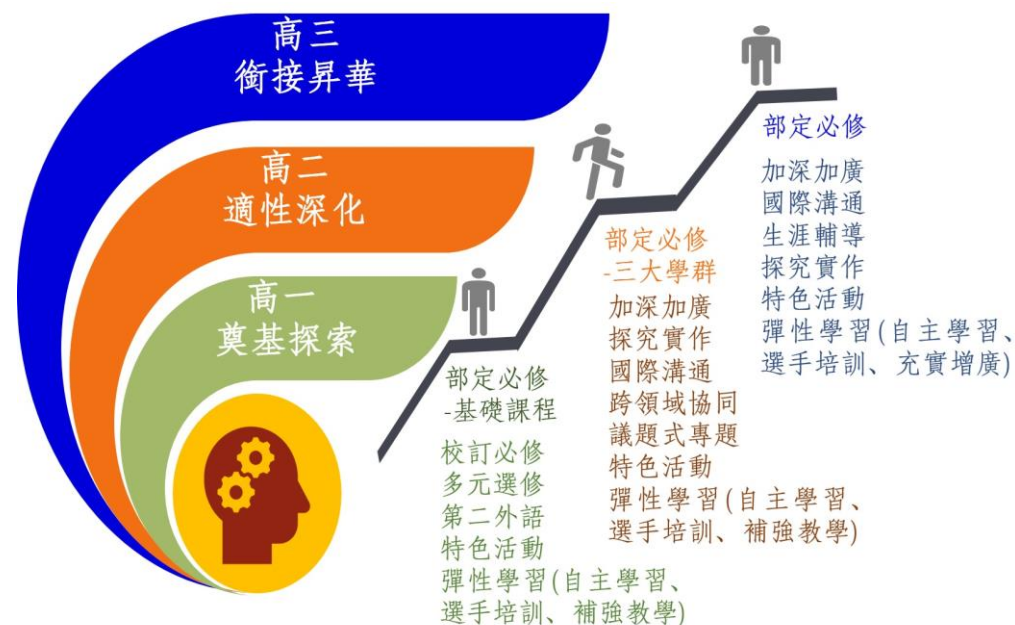 高三
銜接昇華
高二
適性深化
高一
奠基探索
部定必修
-基礎課程
校訂必修
多元選修
第二外語
特色活動
彈性學習(自主學習、
選手培訓、補強教學)
部定必修
-三大學群
加深加廣
探究實作
國際溝通
跨領域協同
議題式專題
特色活動
彈性學習(自主學習、
選手培訓、補強教學)
部定必修
加深加廣
國際溝通
生涯輔導
探究實作
特色活動
彈性學習(自主學習、
選手培訓、充實增廣)